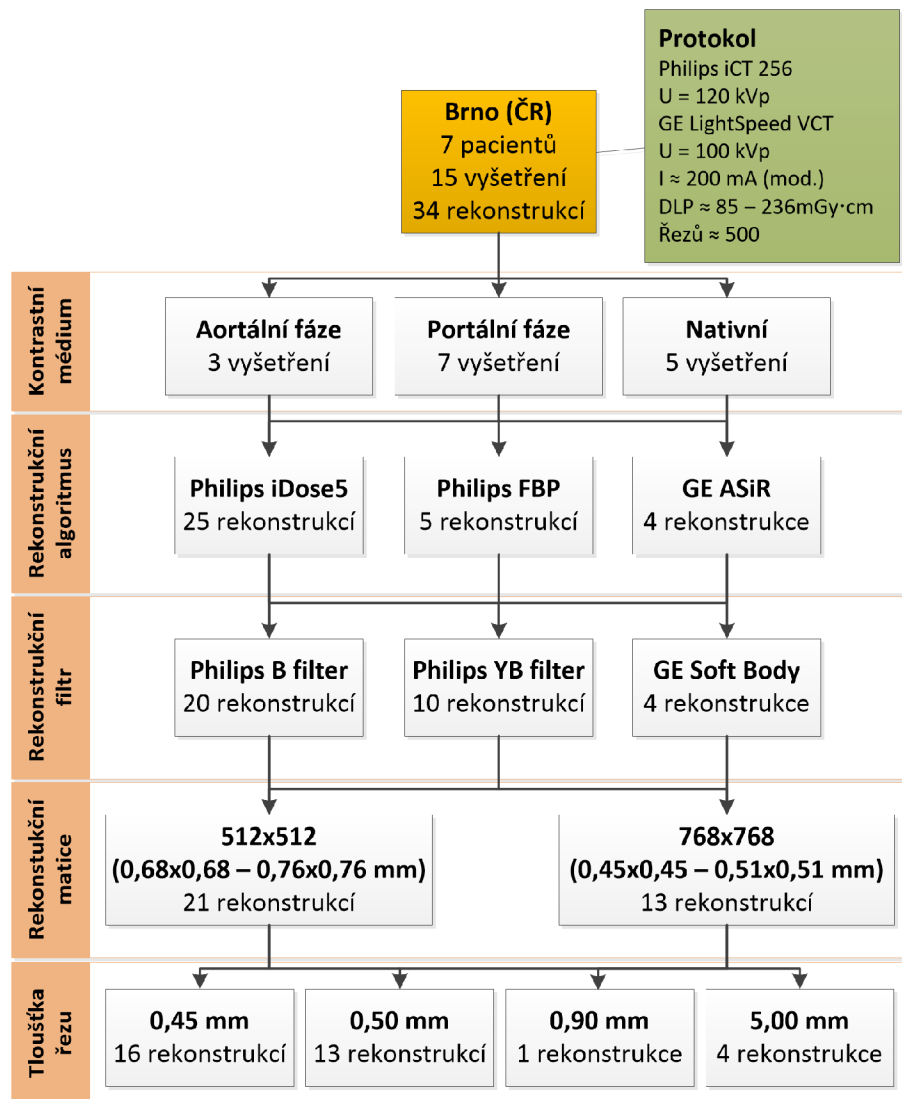 Protokol
Philips iCT 256
U = 120 kVp
GE LightSpeed VCT
U = 100 kVp
I ≈ 200 mA (mod.)
DLP ≈ 85 – 236mGy·cm
Řezů ≈ 500
Brno (ČR)
7 pacientů
15 vyšetření
34 rekonstrukcí
Kontrastní
médium
Aortální fáze
3 vyšetření
Portální fáze
7 vyšetření
Nativní
5 vyšetření
Rekonstrukční
algoritmus
Philips iDose5
25 rekonstrukcí
Philips FBP
5 rekonstrukcí
GE ASiR
4 rekonstrukce
Rekonstrukční
filtr
Philips B filter
20 rekonstrukcí
Philips YB filter
10 rekonstrukcí
GE Soft Body
4 rekonstrukce
Rekonstukční
matice
512x512
(0,68x0,68 – 0,76x0,76 mm)
21 rekonstrukcí
768x768
(0,45x0,45 – 0,51x0,51 mm)
13 rekonstrukcí
Tloušťka
řezu
0,45 mm
16 rekonstrukcí
0,50 mm
13 rekonstrukcí
0,90 mm
1 rekonstrukce
5,00 mm
4 rekonstrukce